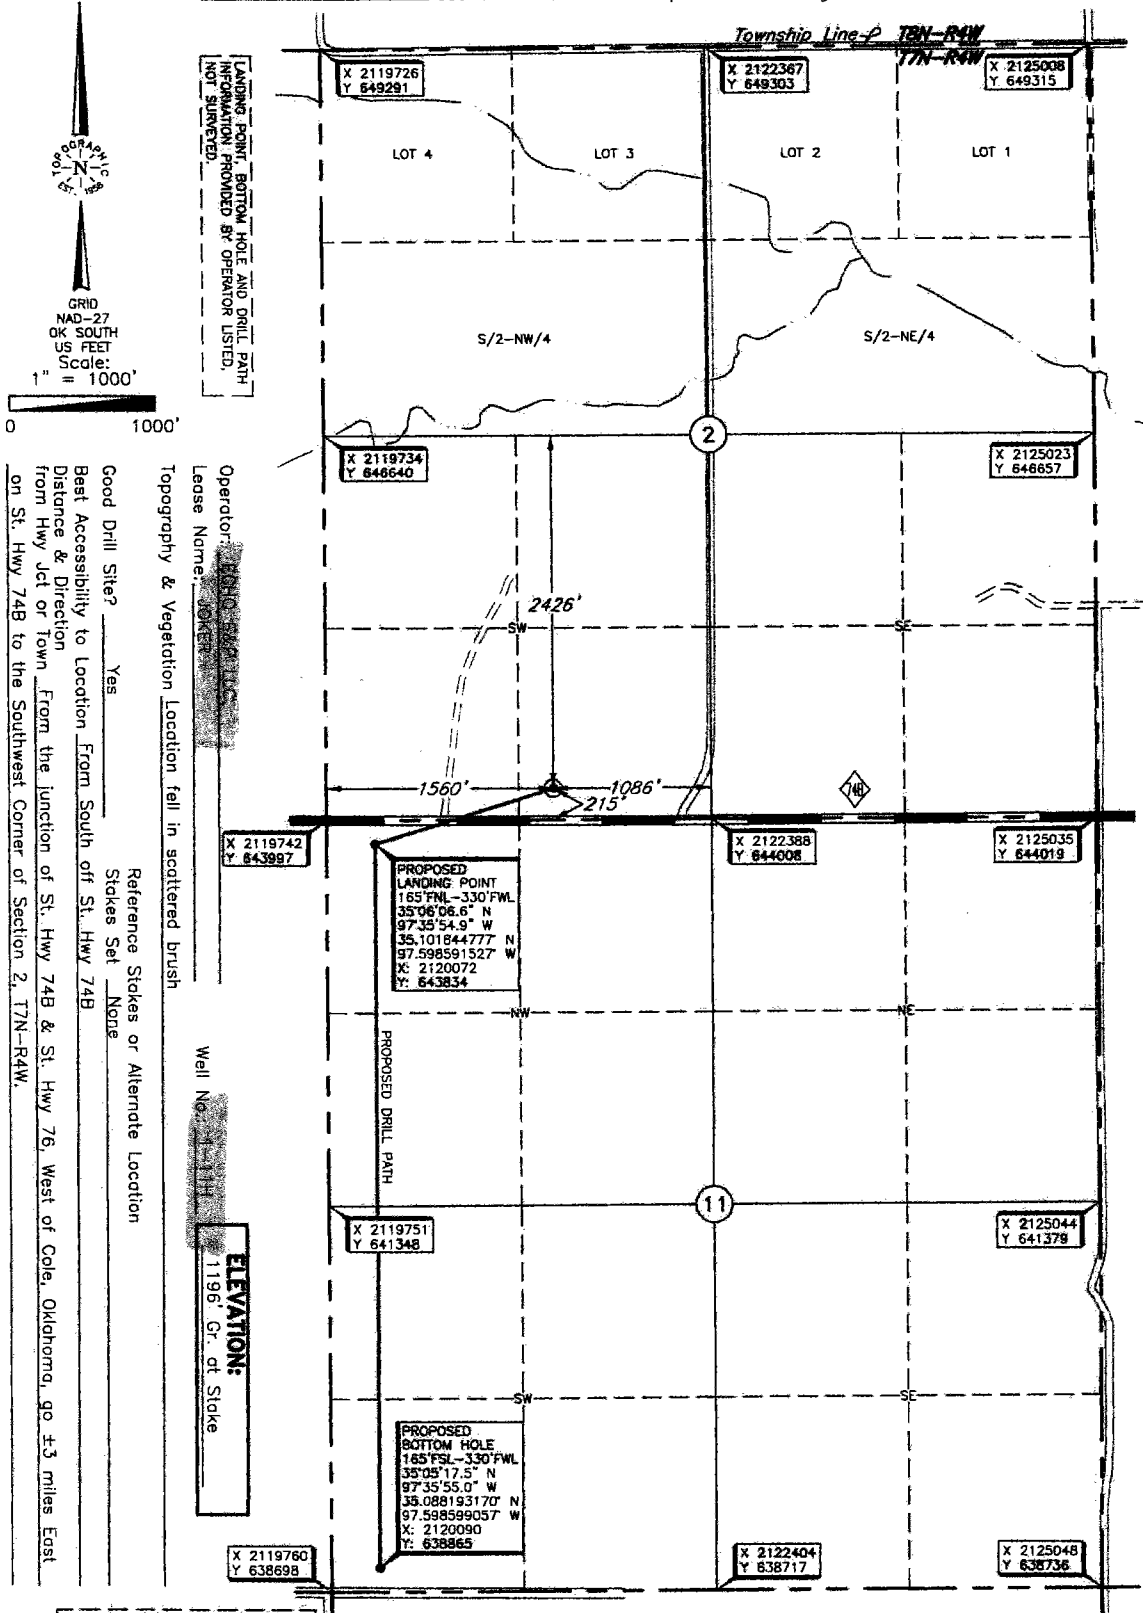 Township Line
T8N-R4W
T7N-R4W
X 2119726
Y 649291
X 2122367
Y 649303
X 2125008
Y 649315
TOPOGRAPHIC
N
EST. 1956
GRID
NAD-27
OK SOUTH
US FEET
Scale:
1" = 1000'
0 1000'
LANDING POINT, BOTTOM HOLE AND DRILL PATH
INFORMATION PROVIDED BY OPERATOR LISTED,
NOT SURVEYED.
LOT 4
LOT 3
LOT 2
LOT 1
S/2-NW/4
S/2-NE/4
2
X 2119734
Y 646640
X 2125023
Y 646657
2426'
SW
SE
1560'
1086'
215'
74B
X 2119742
Y 643997
X 2122388
Y 644008
X 2125035
Y 644019
PROPOSED
LANDING POINT
165'FNL-330'FWL
35°06'06.6" N
97°35'54.9" W
35.101844777° N
97.598591527° W
X: 2120072
Y: 643834
NW
NE
PROPOSED DRILL PATH
11
X 2119751
Y 641348
X 2125044
Y 641379
SW
SE
PROPOSED
BOTTOM HOLE
165'FSL-330'FWL
35°05'17.5" N
97°35'55.0" W
35.088193170° N
97.598599057° W
X: 2120090
Y: 638865
X 2119760
Y 638698
X 2122404
Y 638717
X 2125048
Y 638736
Operator: ECHO E&P, LLC
Lease Name: JOKER
Well No.: 1-11H
ELEVATION:
1196' Gr. at Stake
Topography & Vegetation Location fell in scattered brush
Reference Stakes or Alternate Location
Good Drill Site? Yes
Stakes Set None
Best Accessibility to Location From South off St. Hwy 74B
Distance & Direction
from Hwy Jct or Town From the junction of St. Hwy 74B & St. Hwy 76, West of Cole, Oklahoma, go ±3 miles East
on St. Hwy 74B to the Southwest Corner of Section 2, T7N-R4W.